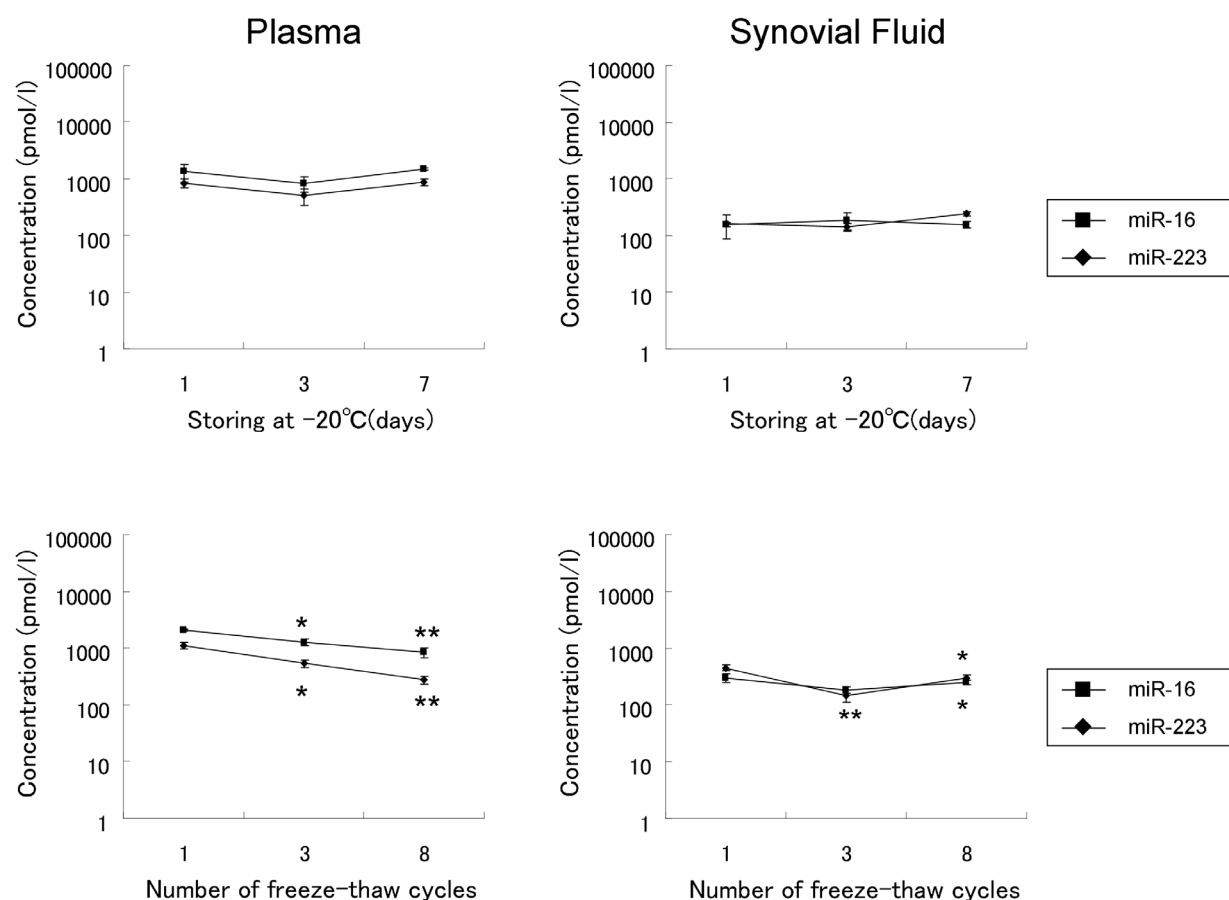 Plasma
Synovial Fluid
Concentration (pmol/l)
100000
10000
1000
100
10
1
1 3 7
Storing at -20℃(days)
Concentration (pmol/l)
100000
10000
1000
100
10
1
1 3 7
Storing at -20℃(days)
miR-16
miR-223
Concentration (pmol/l)
100000
10000
1000
100
10
1
*
**
*
**
1 3 8
Number of freeze-thaw cycles
Concentration (pmol/l)
100000
10000
1000
100
10
1
*
**
*
1 3 8
Number of freeze-thaw cycles
miR-16
miR-223